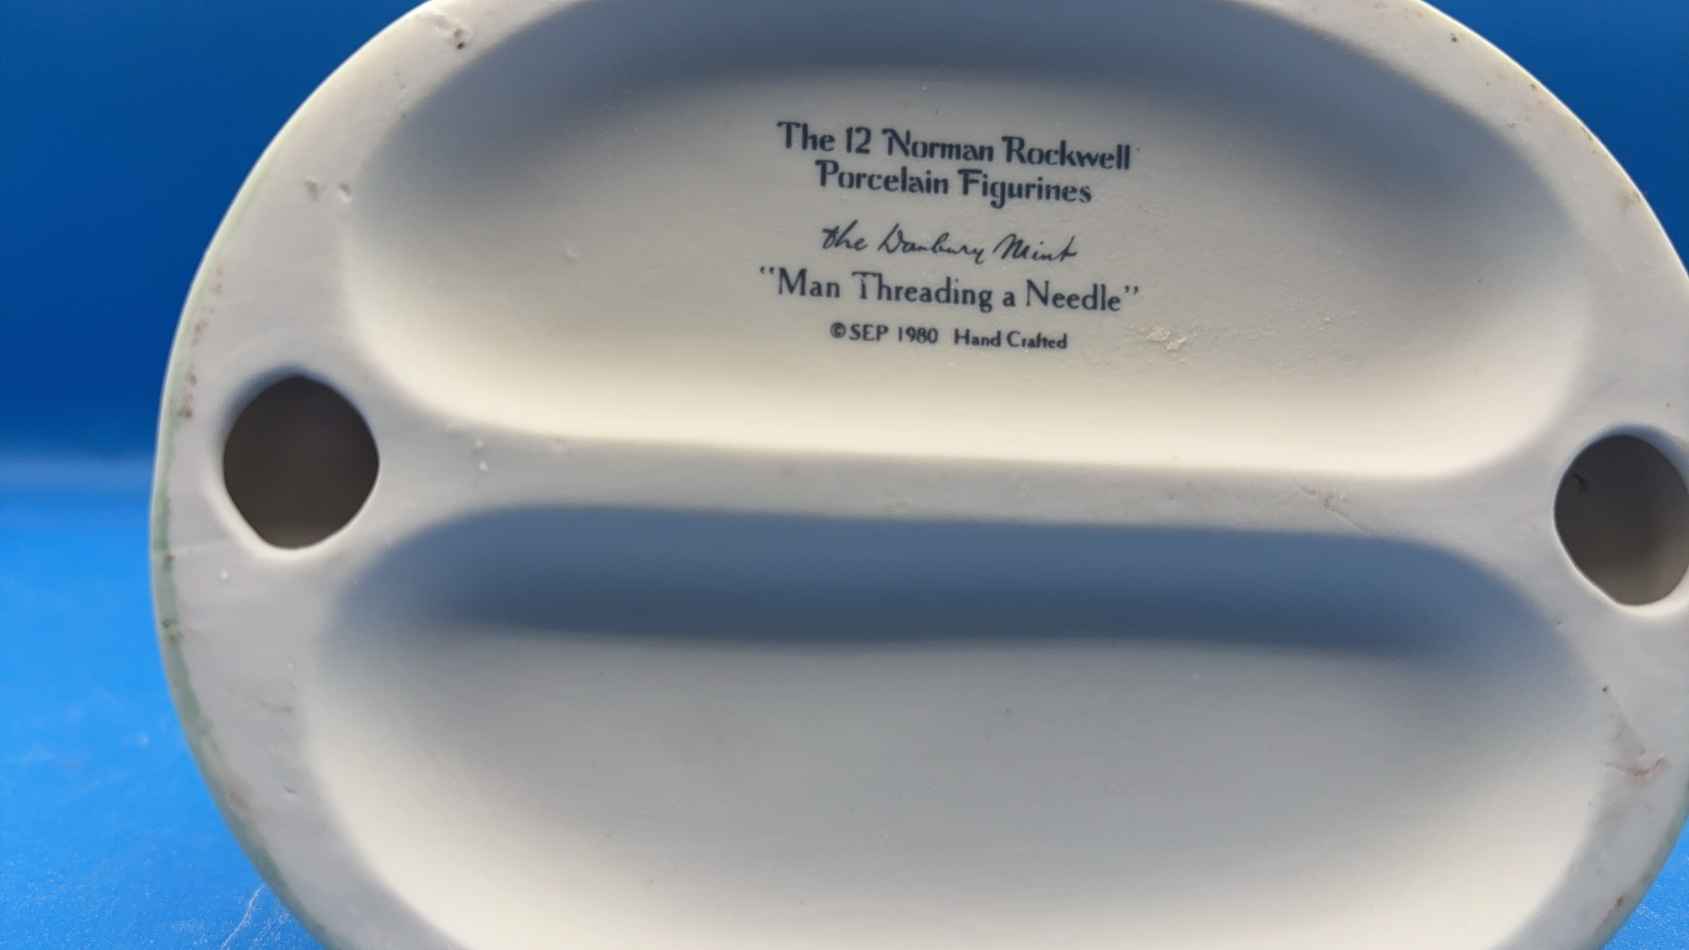 The 12 Norman Rockwell
Porcelain Figurines
the Danbury Mint
"Man Threading a Needle"
©SEP 1980 Hand Crafted